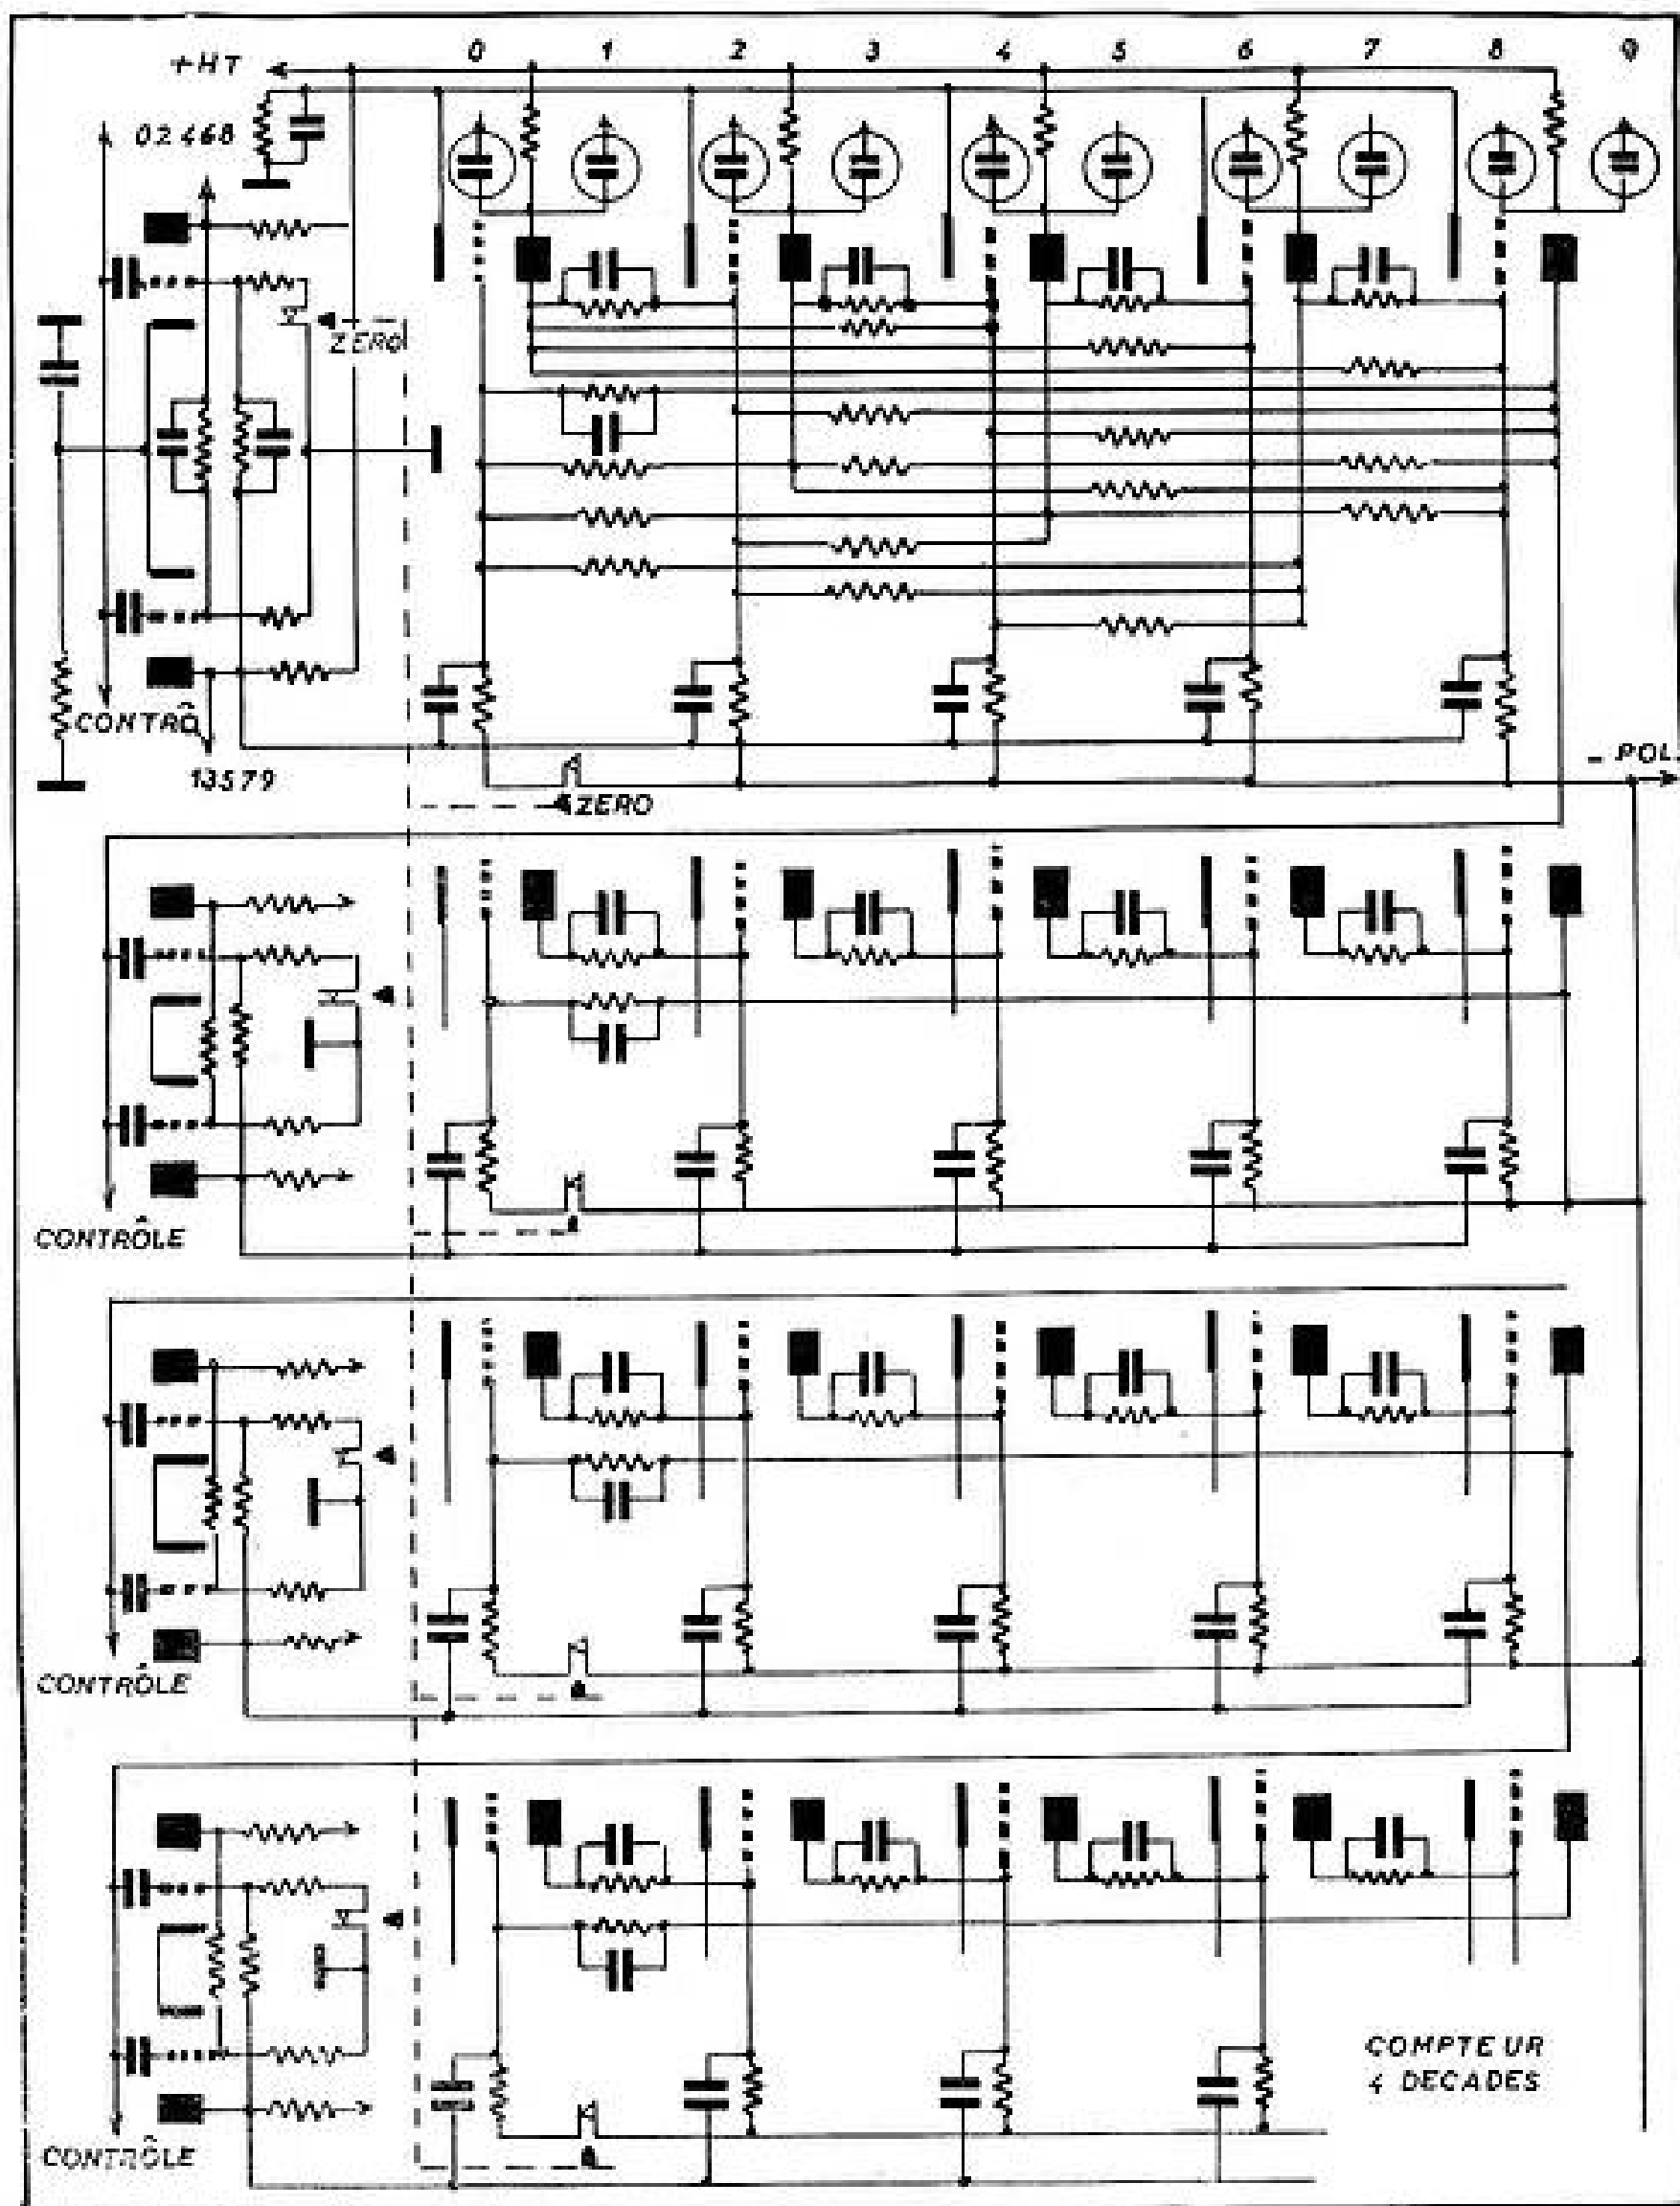 0 1 2 3 4 5 6 7 8 9
+HT
02468
ZERO
CONTRÔ
13579
- POL.
ZERO
CONTRÔLE
CONTRÔLE
COMPTEUR
4 DECADES
CONTRÔLE